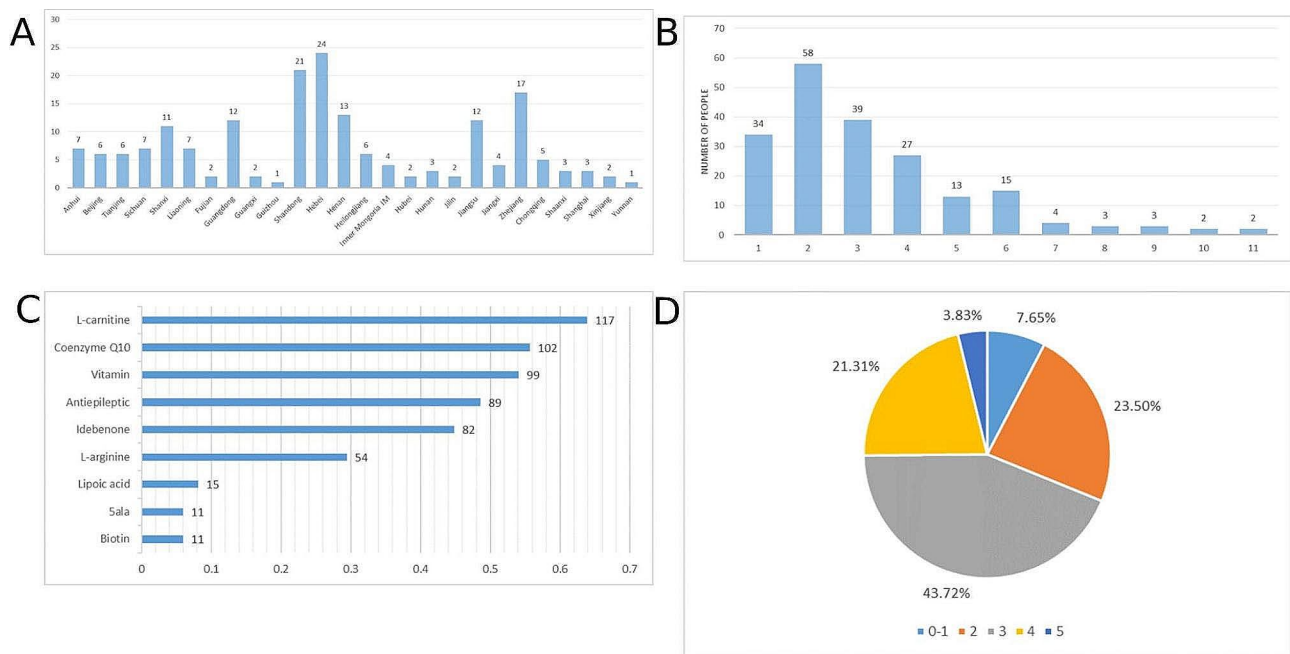 A
30
25
20
15
10
5
0
7 6 6 7 11 7 2 12 2 1 21 24 13 6 4 2 3 2 12 4 17 5 3 3 2 1
Anhui Beijing Tianjing Sichuan Shanxi Liaoning Fujian Guangdong Guangxi Guizhou Shandong Hebei Henan Heilongjiang Inner Mongoria IM Hubei Hunan Jilin Jiangsu Jiangxi Zhejiang Chongqing Shaanxi Shanghai Xinjiang Yunnan
B
NUMBER OF PEOPLE
70
60
50
40
30
20
10
0
34 58 39 27 13 15 4 3 3 2 2
1 2 3 4 5 6 7 8 9 10 11
C
L-carnitine 117
Coenzyme Q10 102
Vitamin 99
Antiepileptic 89
Idebenone 82
L-arginine 54
Lipoic acid 15
5ala 11
Biotin 11
0 0.1 0.2 0.3 0.4 0.5 0.6 0.7
D
3.83% 7.65%
21.31%
23.50%
43.72%
0-1 2 3 4 5